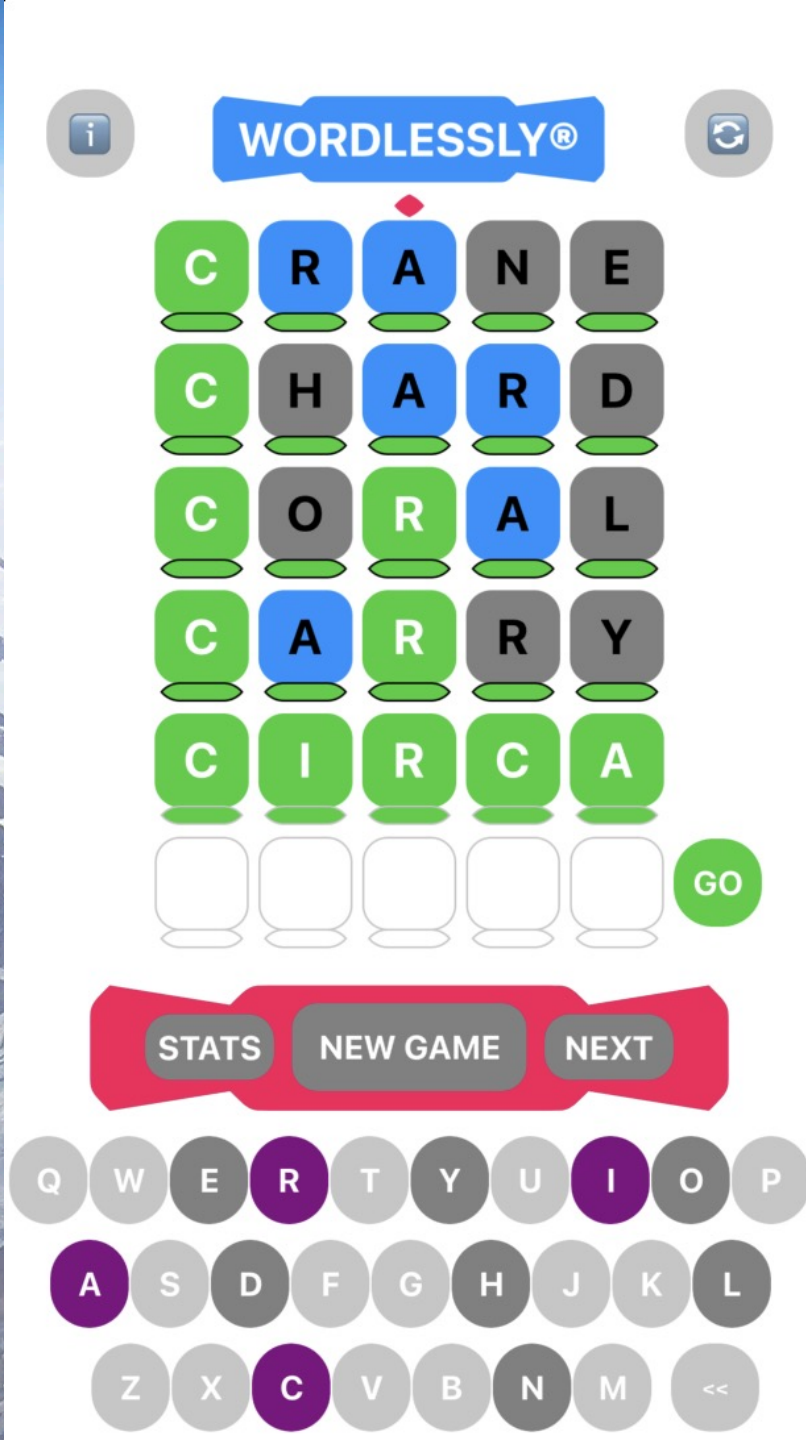 i
WORDLESSLY®
C R A N E
C H A R D
C O R A L
C A R R Y
C I R C A
GO
STATS NEW GAME NEXT
Q W E R T Y U I O P
A S D F G H J K L
Z X C V B N M <<